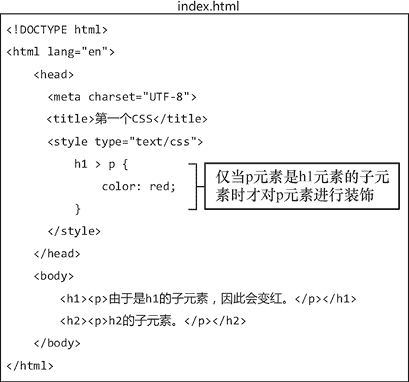 index.html
<!DOCTYPE html>
<html lang="en">
<head>
<meta charset="UTF-8">
<title>第一个CSS</title>
<style type="text/css">
h1 > p {
color: red;
}
仅当p元素是h1元素的子元
素时才对p元素进行装饰
</style>
</head>
<body>
<h1><p>由于是h1的子元素，因此会变红。</p></h1>
<h2><p>h2的子元素。</p></h2>
</body>
</html>